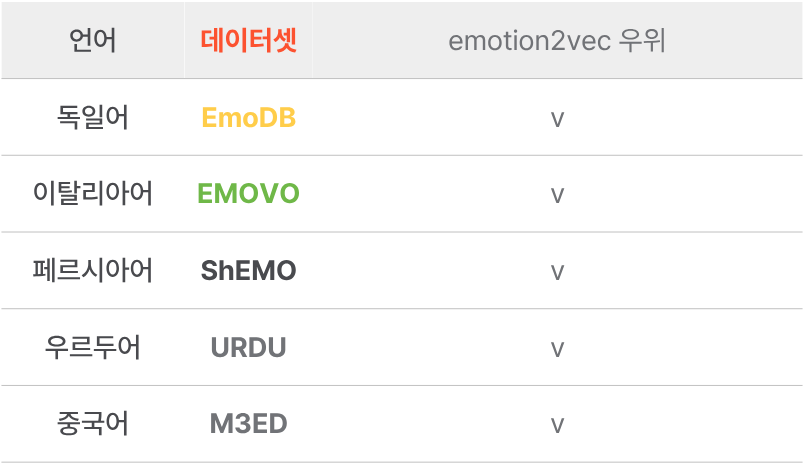 언어 데이터셋 emotion2vec 우위
독일어 EmoDB v
이탈리아어 EMOVO v
페르시아어 ShEMO v
우르두어 URDU v
중국어 M3ED v